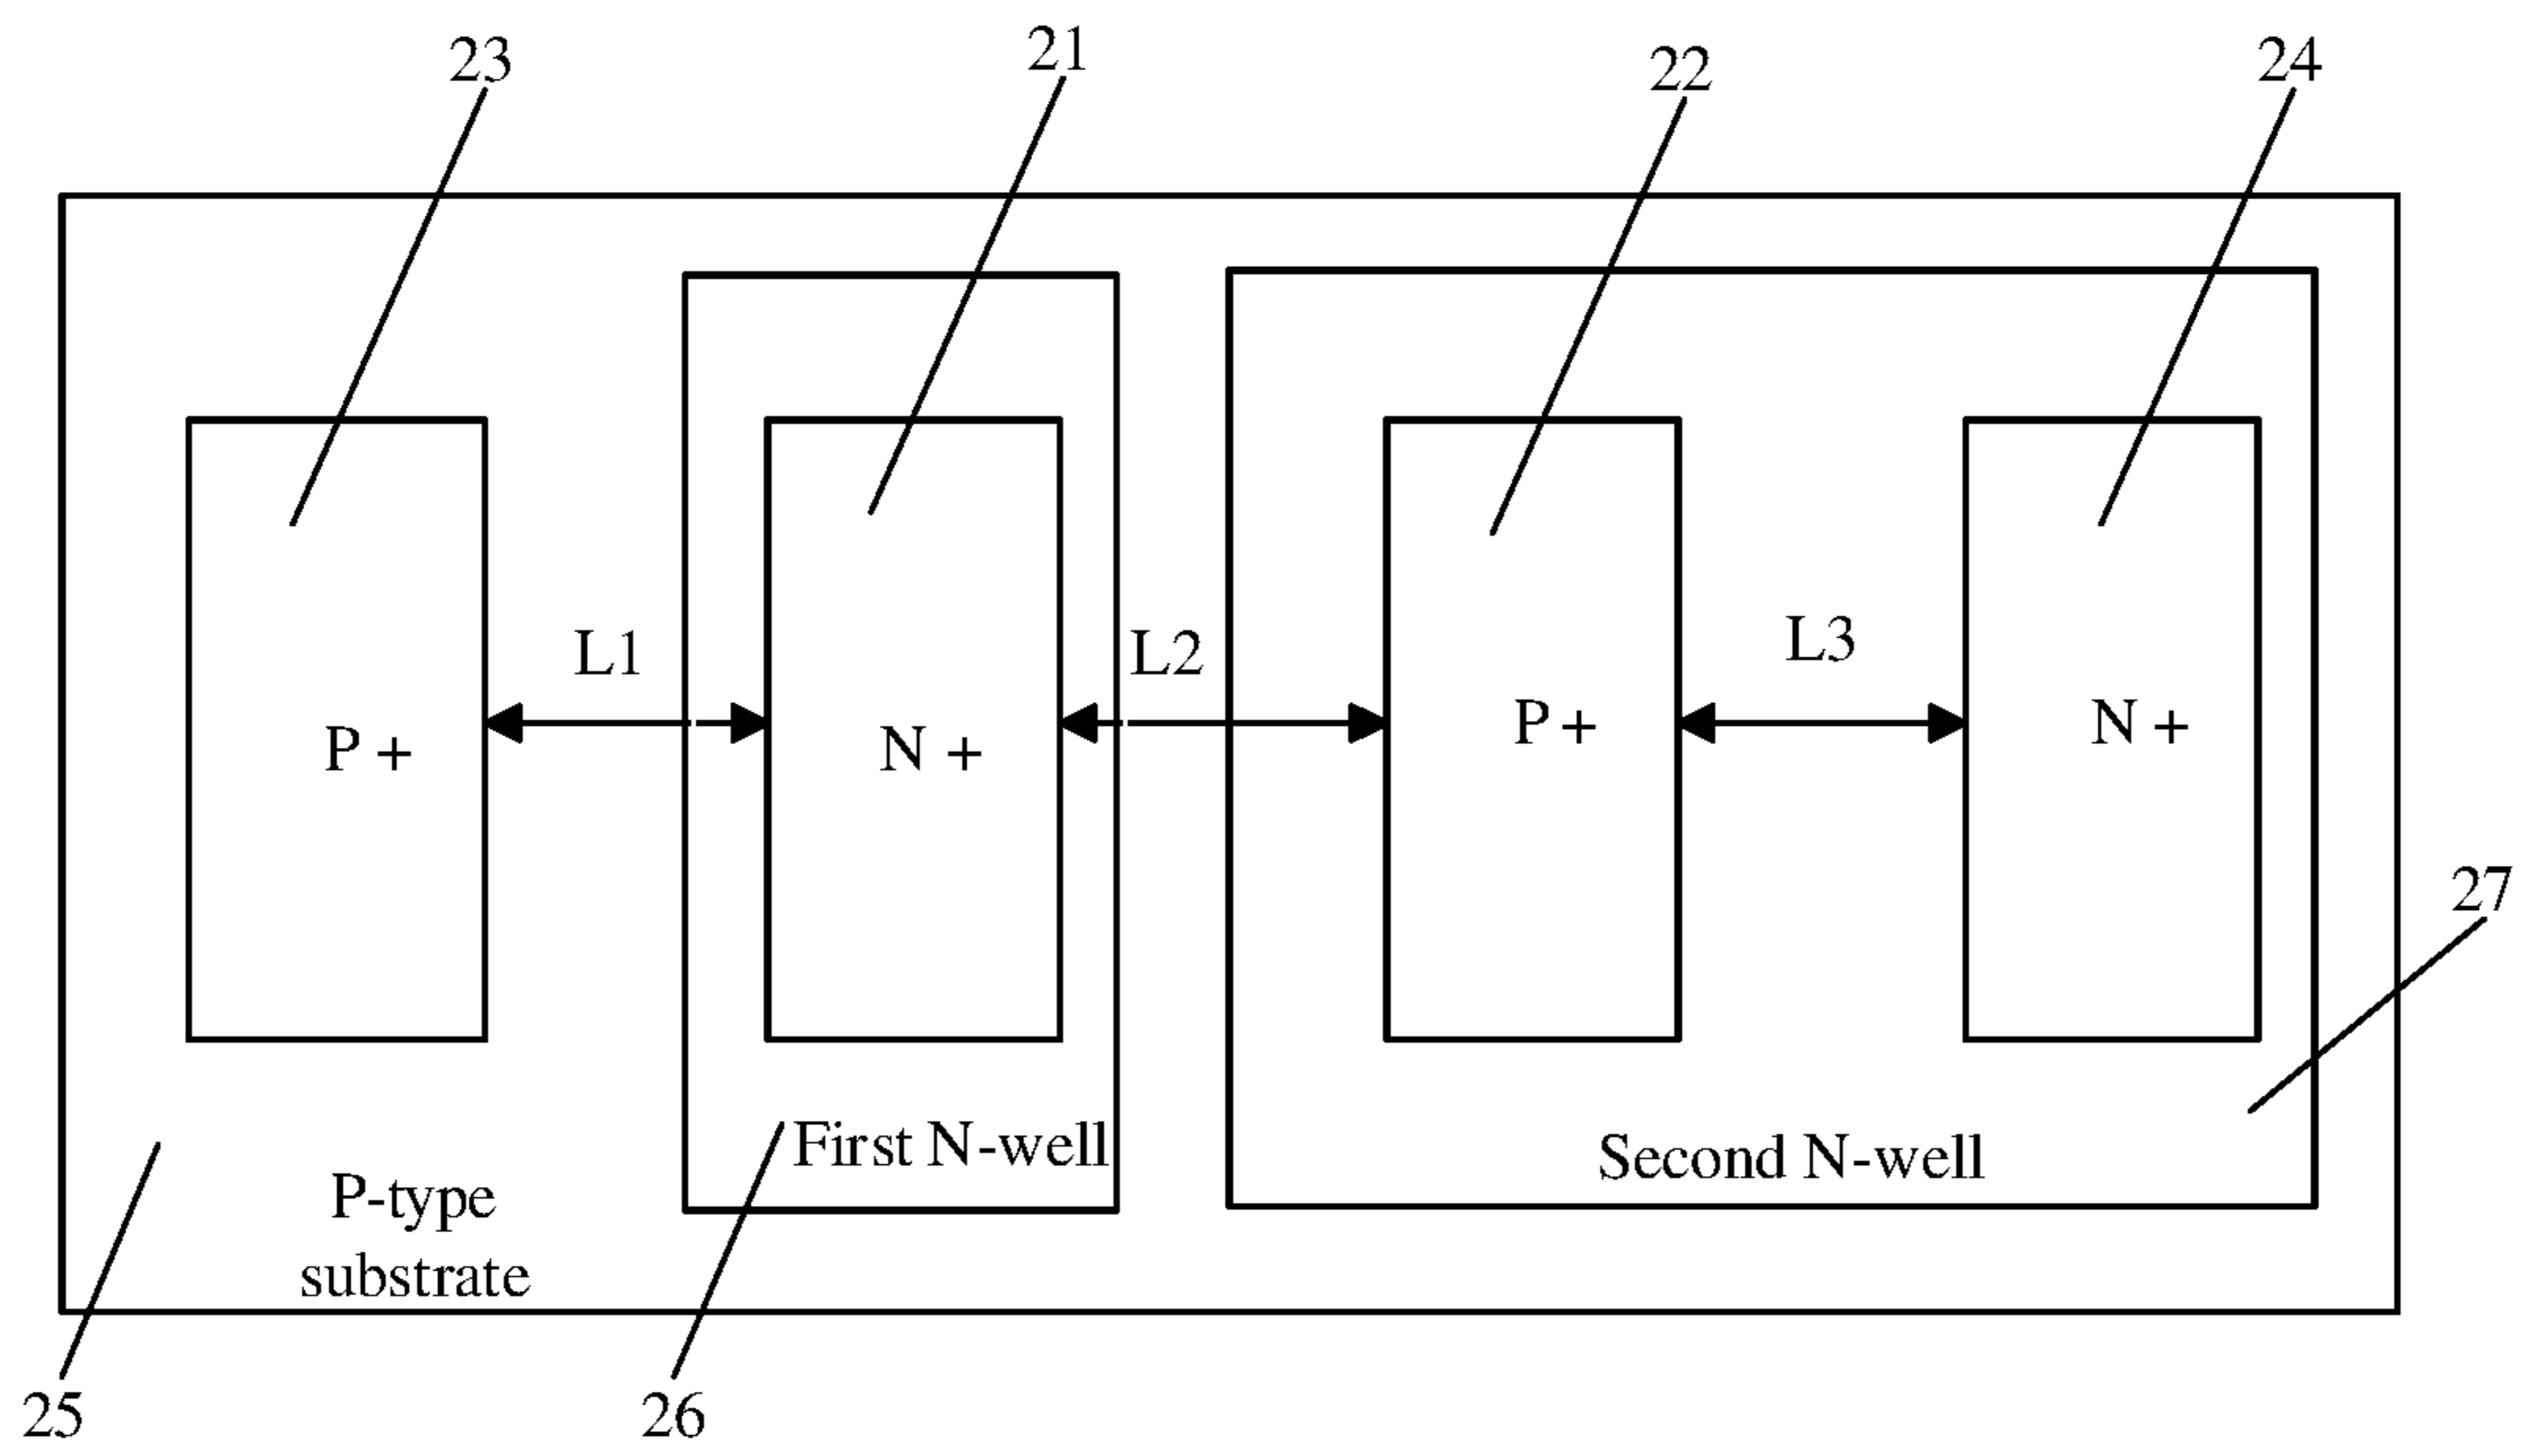 23
21
22
24
L1
L2
L3
P +
N +
P +
N +
27
First N-well
Second N-well
P-type
substrate
25
26